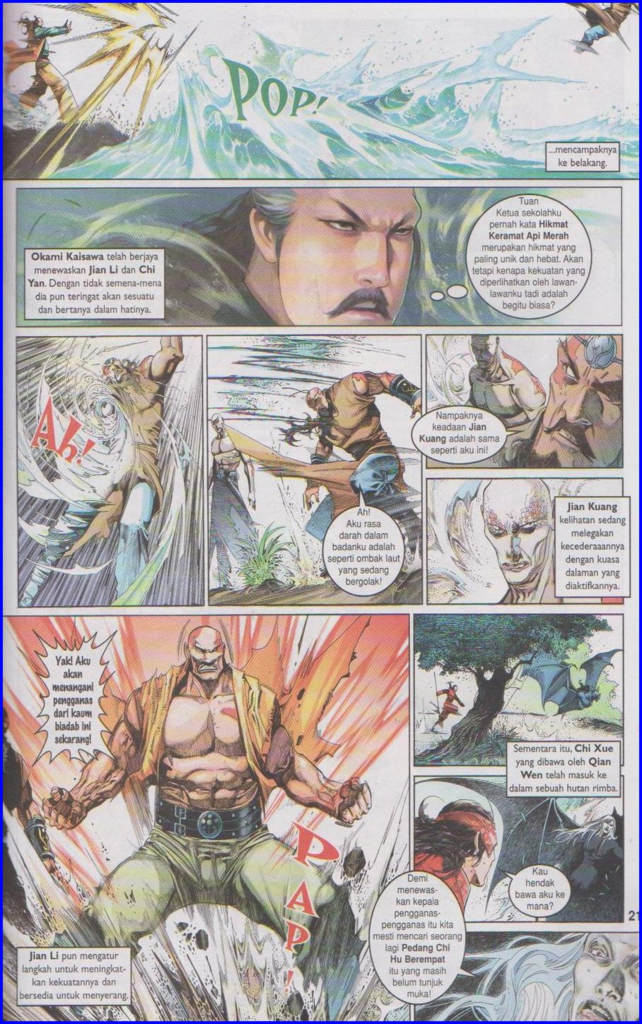 POP!
...mencampaknya
ke belakang.
Okami Kaisawa telah berjaya
menewaskan Jian Li dan Chi
Yan. Dengan tidak semena-mena
dia pun teringat akan sesuatu
dan bertanya dalam hatinya.
Tuan
Ketua sekolahku
pernah kata Hikmat
Keramat Api Merah
merupakan hikmat yang
paling unik dan hebat. Akan
tetapi kenapa kekuatan yang
diperlihatkan oleh lawan-
lawanku tadi adalah
begitu biasa?
Ah!
Ah!
Aku rasa
darah dalam
badanku adalah
seperti ombak laut
yang sedang
bergolak!
Nampaknya
keadaan Jian
Kuang adalah sama
seperti aku ini!
Jian Kuang
kelihatan sedang
melegakan
kecederaaannya
dengan kuasa
dalaman yang
diaktifkannya.
Yak! Aku
akan
menangani
pengganas
dari kaum
biadab ini
sekarang!
PAP!
Jian Li pun mengatur
langkah untuk meningkat-
kan kekuatannya dan
bersedia untuk menyerang.
Sementara itu, Chi Xue
yang dibawa oleh Qian
Wen telah masuk ke
dalam sebuah hutan rimba.
Kau
hendak
bawa aku ke
mana?
Demi
menewas-
kan kepala
pengganas-
pengganas itu kita
mesti mencari seorang
lagi Pedang Chi
Hu Berempat
itu yang masih
belum tunjuk
muka!